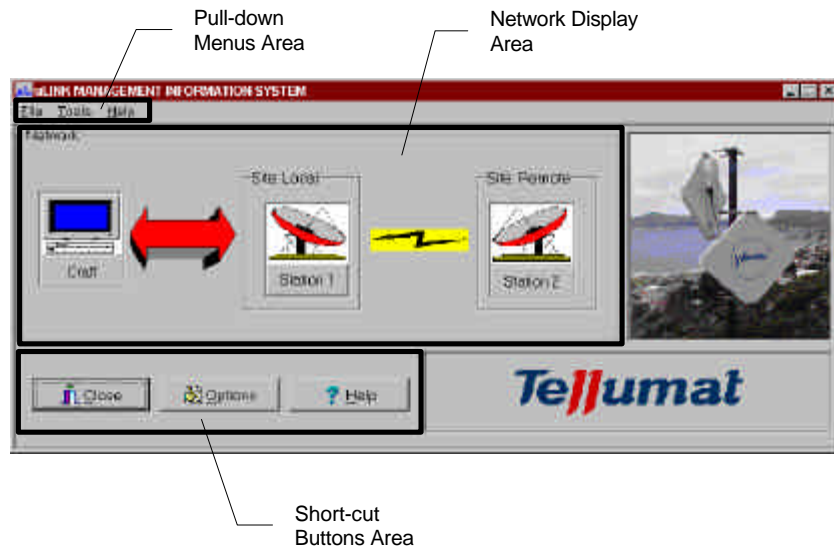 Pull-down
Menus Area
Network Display
Area
uLINK MANAGEMENT INFORMATION SYSTEM
File Tools Help
Network
Site: Local
Site: Remote
Craft
Station 1
Station 2
Close
Options
? Help
Tellumat
Short-cut
Buttons Area